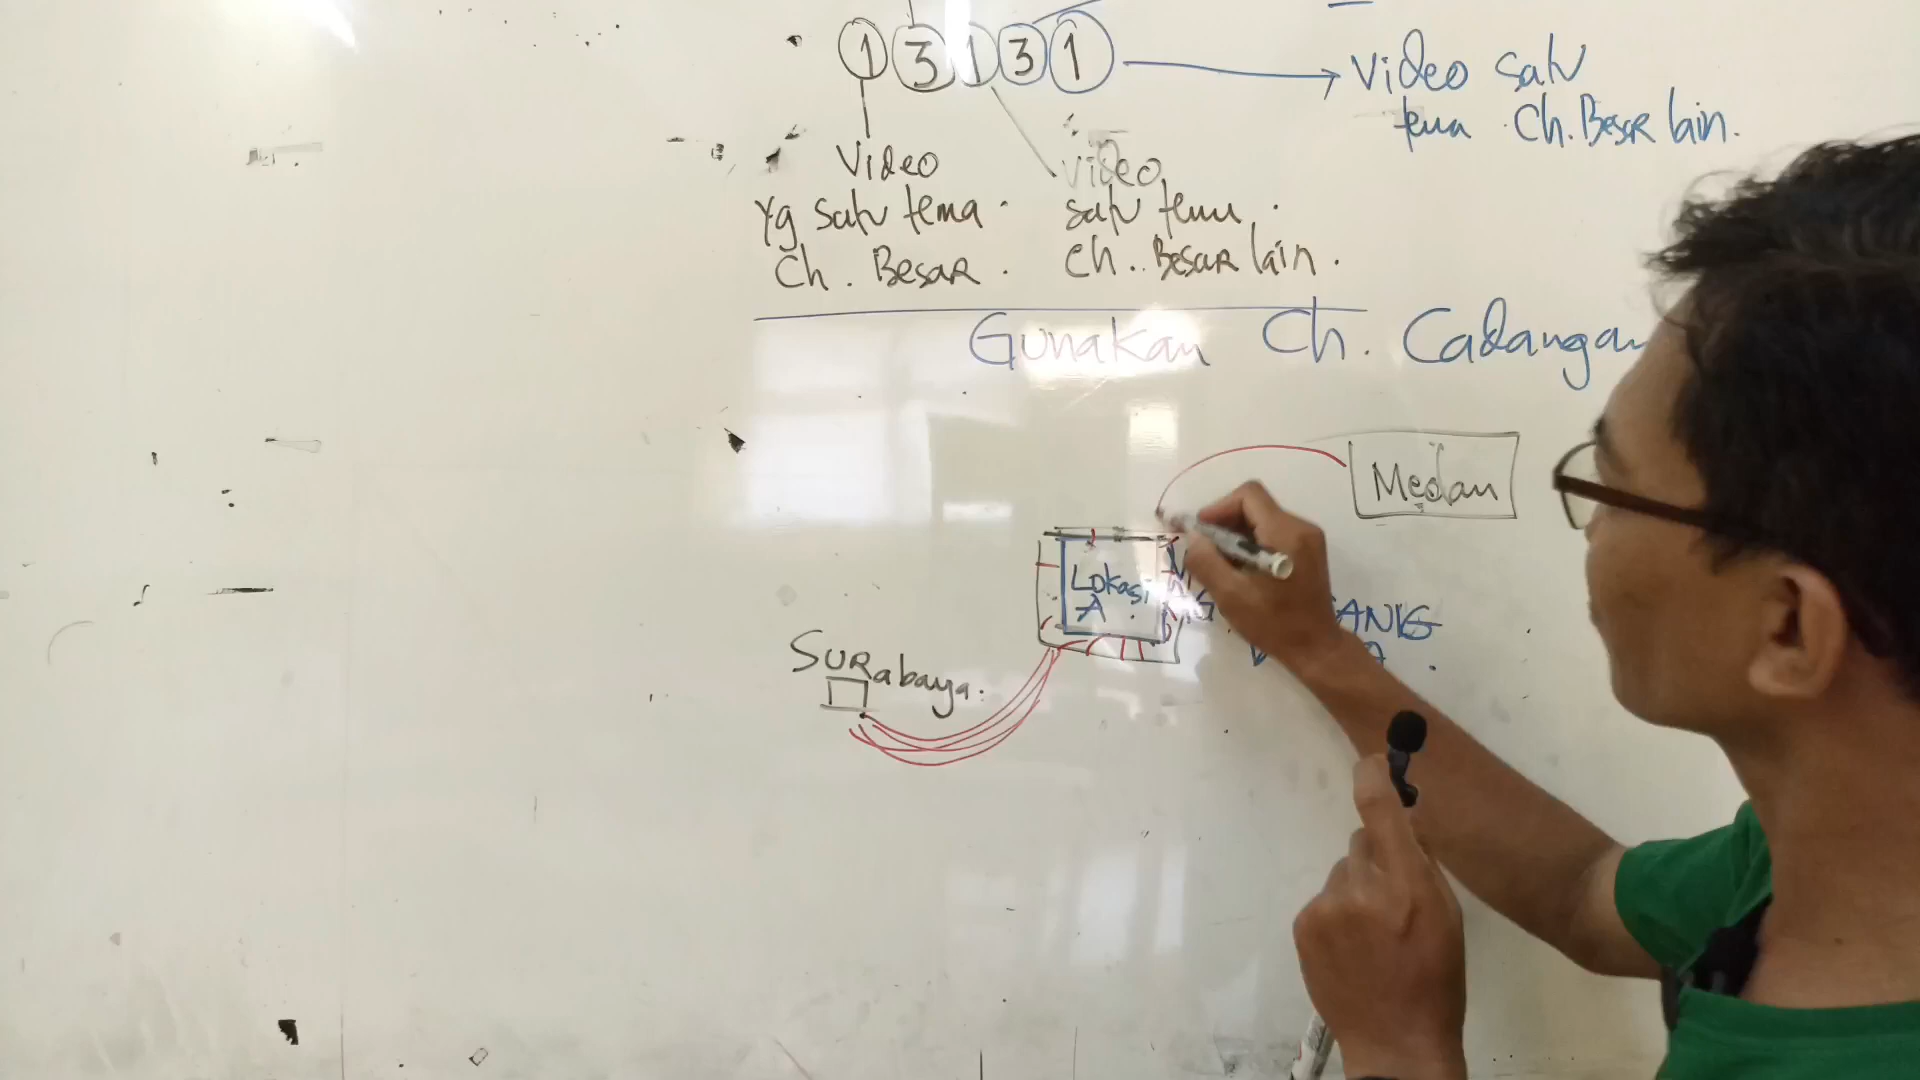 1 3 1 3 1
Video satu
tema Ch. Besar lain.
Video
yg satu tema
Ch. Besar.
Video
satu tema.
Ch. Besar lain.
Gunakan Ch. Cadangan
Medan
Lokasi
A
Surabaya.